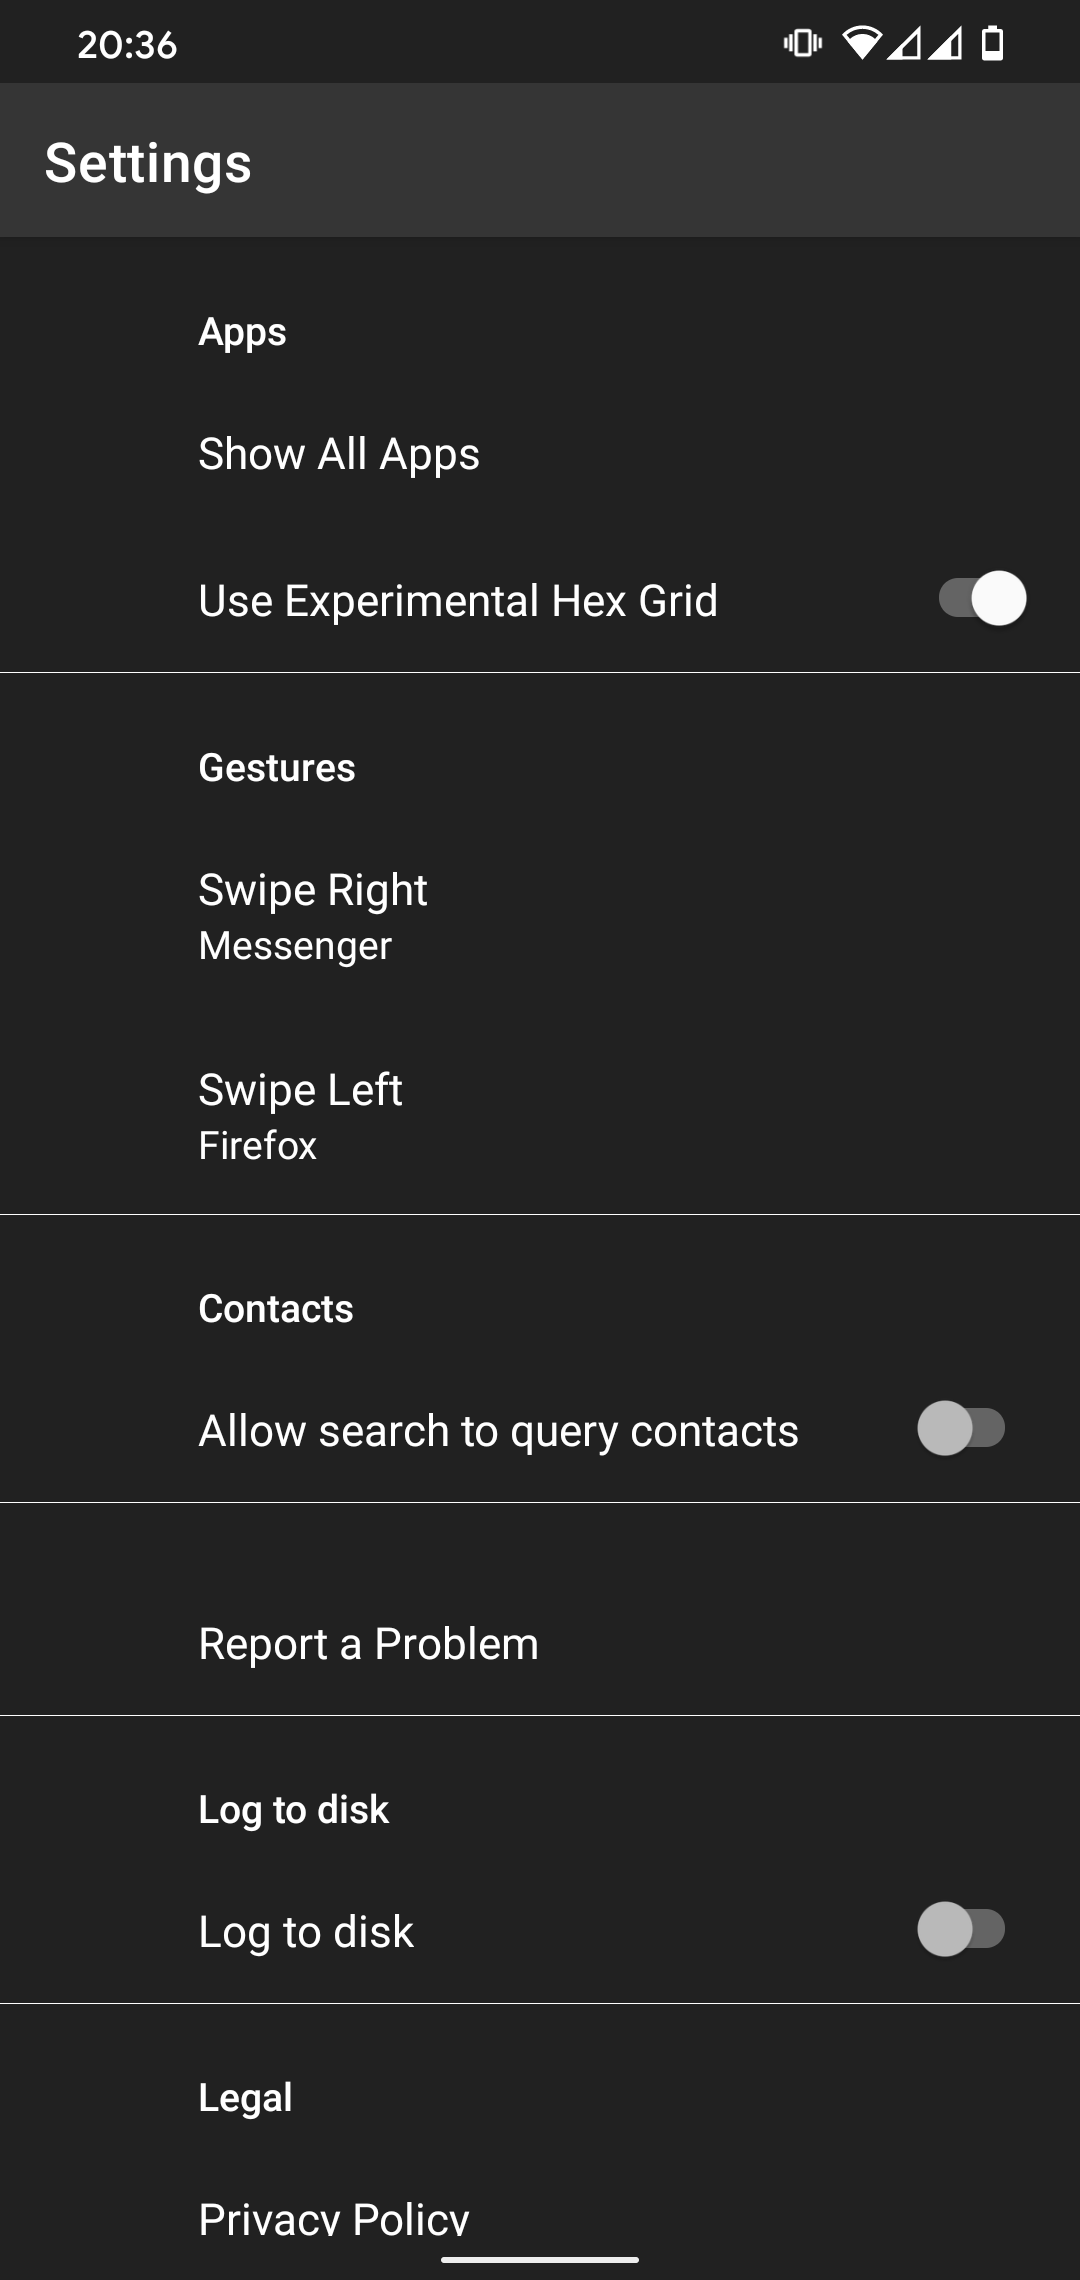 20:36
Settings
Apps
Show All Apps
Use Experimental Hex Grid
Gestures
Swipe Right
Messenger
Swipe Left
Firefox
Contacts
Allow search to query contacts
Report a Problem
Log to disk
Log to disk
Legal
Privacy Policy